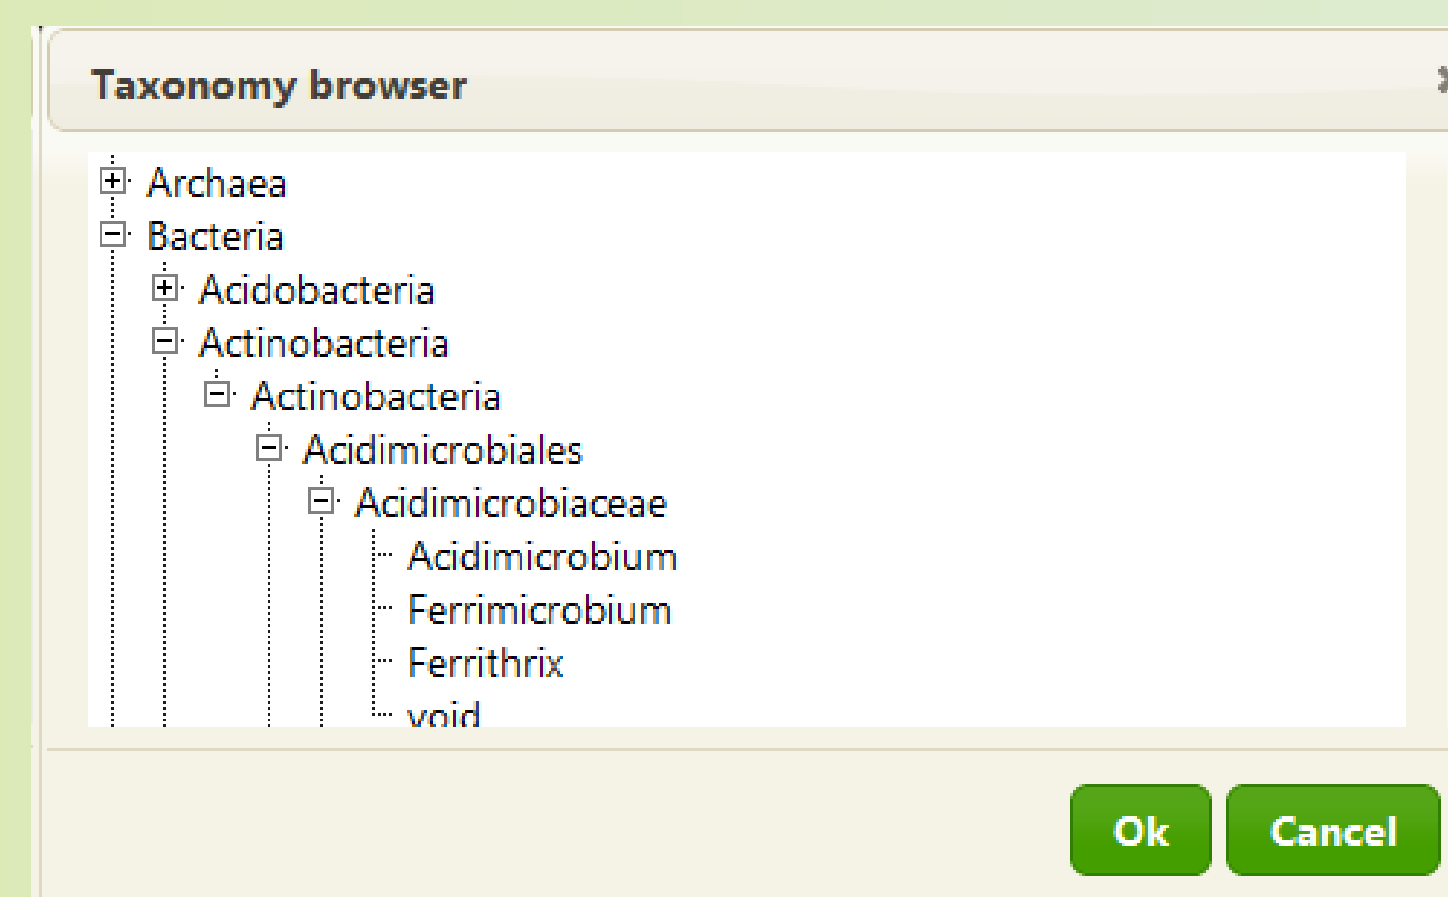 Taxonomy browser
Archaea
Bacteria
Acidobacteria
Actinobacteria
Actinobacteria
Acidimicrobiales
Acidimicrobiaceae
Acidimicrobium
Ferrimicrobium
Ferrithrix
void
Ok Cancel